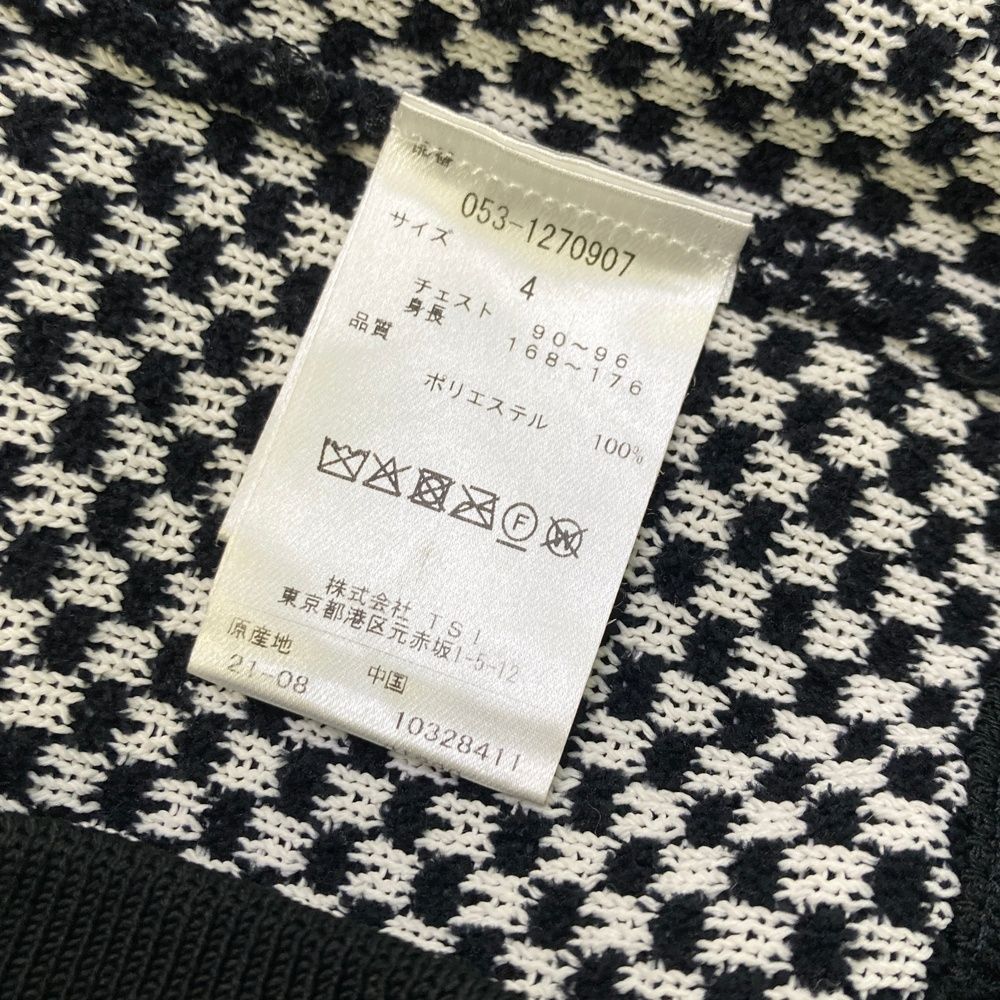 品番
053-1270907
サイズ
4
チェスト 90～96
身長 168～176
品質
ポリエステル 100%
F W
株式会社 TSI
東京都港区元赤坂1-5-12
原産地 中国
21-08 10328411